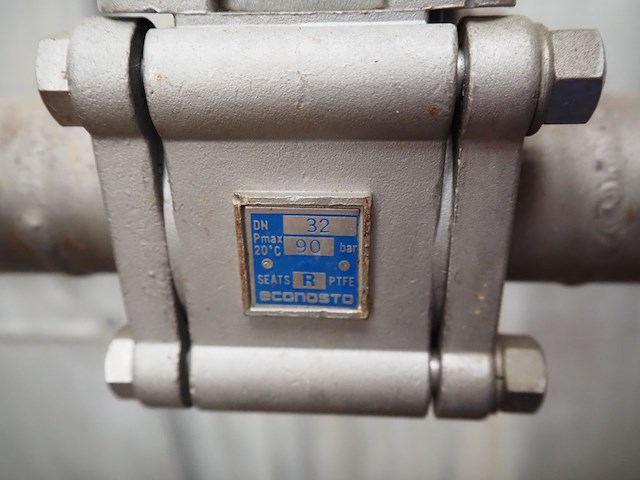 DN 32
Pmax 90 bar
20°C
SEATS R PTFE
econosto